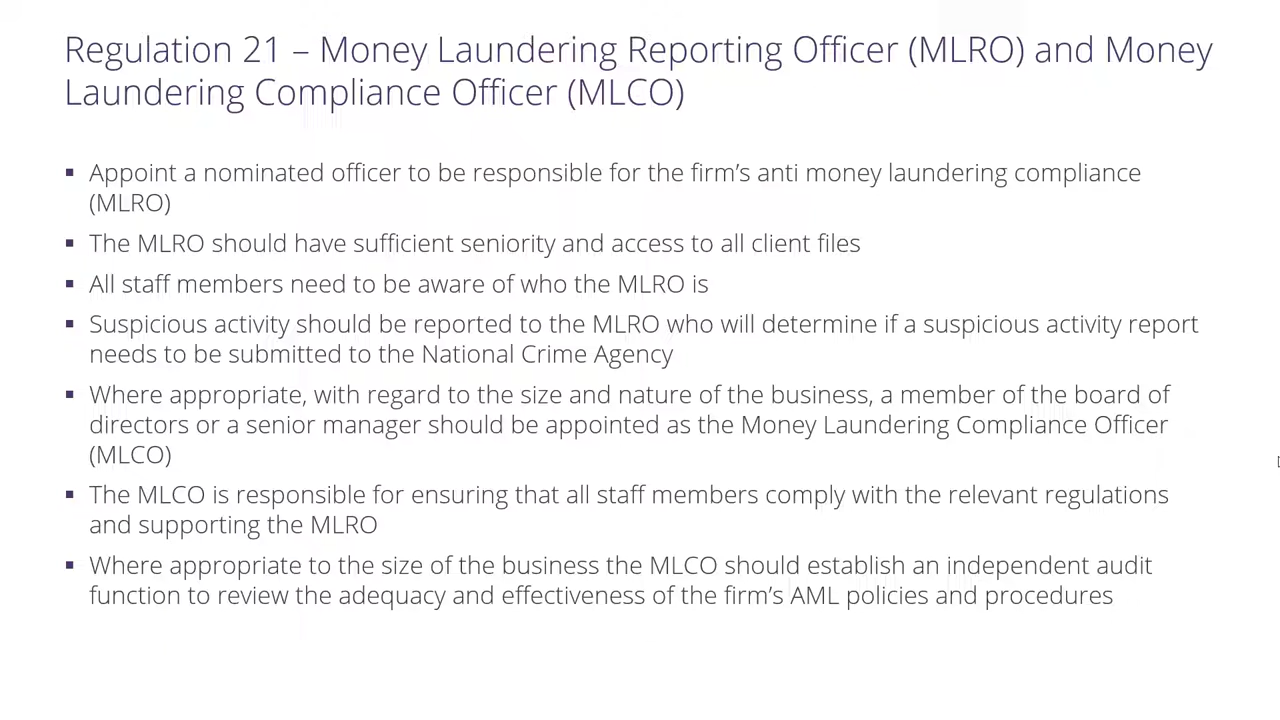 Regulation 21 – Money Laundering Reporting Officer (MLRO) and Money
Laundering Compliance Officer (MLCO)
▪ Appoint a nominated officer to be responsible for the firm’s anti money laundering compliance
(MLRO)
▪ The MLRO should have sufficient seniority and access to all client files
▪ All staff members need to be aware of who the MLRO is
▪ Suspicious activity should be reported to the MLRO who will determine if a suspicious activity report
needs to be submitted to the National Crime Agency
▪ Where appropriate, with regard to the size and nature of the business, a member of the board of
directors or a senior manager should be appointed as the Money Laundering Compliance Officer
(MLCO)
▪ The MLCO is responsible for ensuring that all staff members comply with the relevant regulations
and supporting the MLRO
▪ Where appropriate to the size of the business the MLCO should establish an independent audit
function to review the adequacy and effectiveness of the firm’s AML policies and procedures